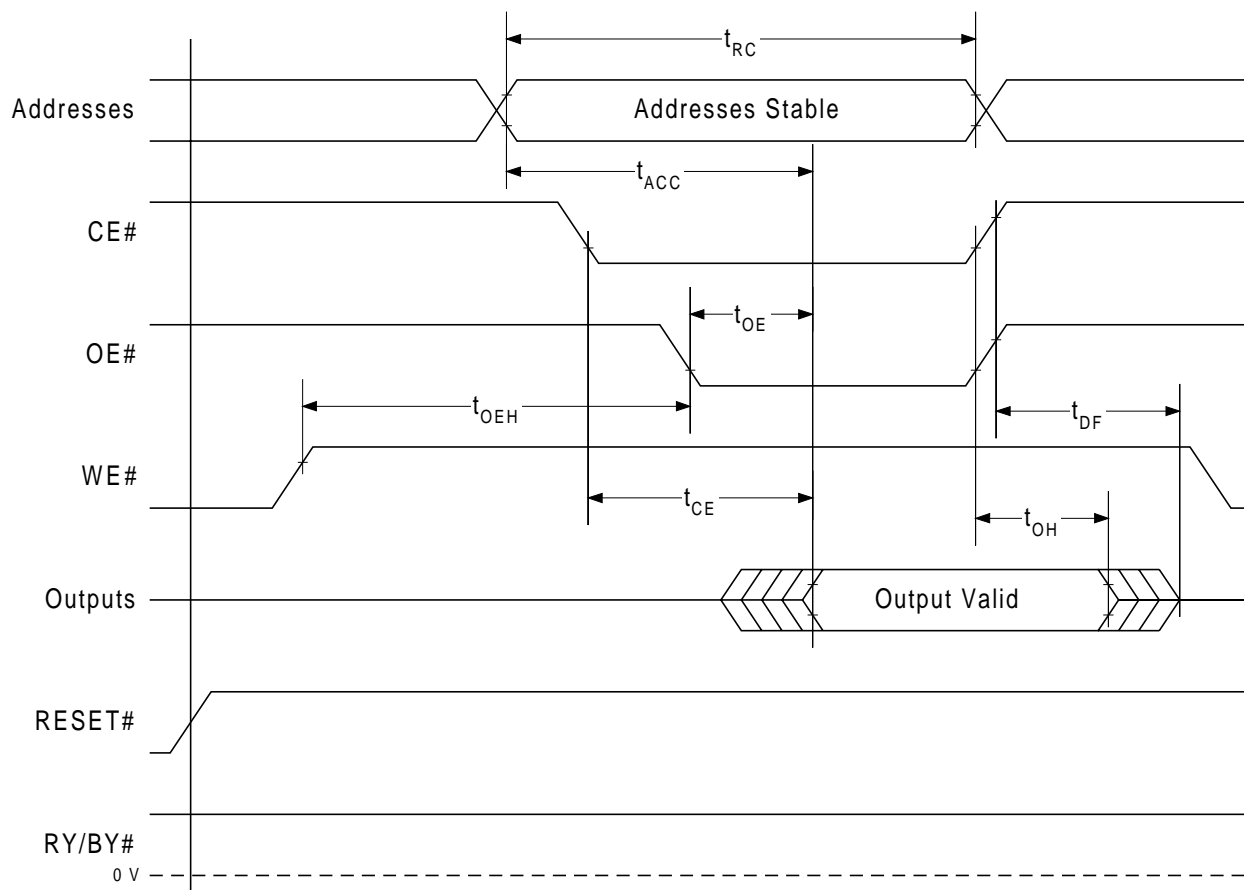 tRC
Addresses
Addresses Stable
tACC
CE#
tOE
OE#
tOEH
tDF
WE#
tCE
tOH
Outputs
Output Valid
RESET#
RY/BY#
0 V